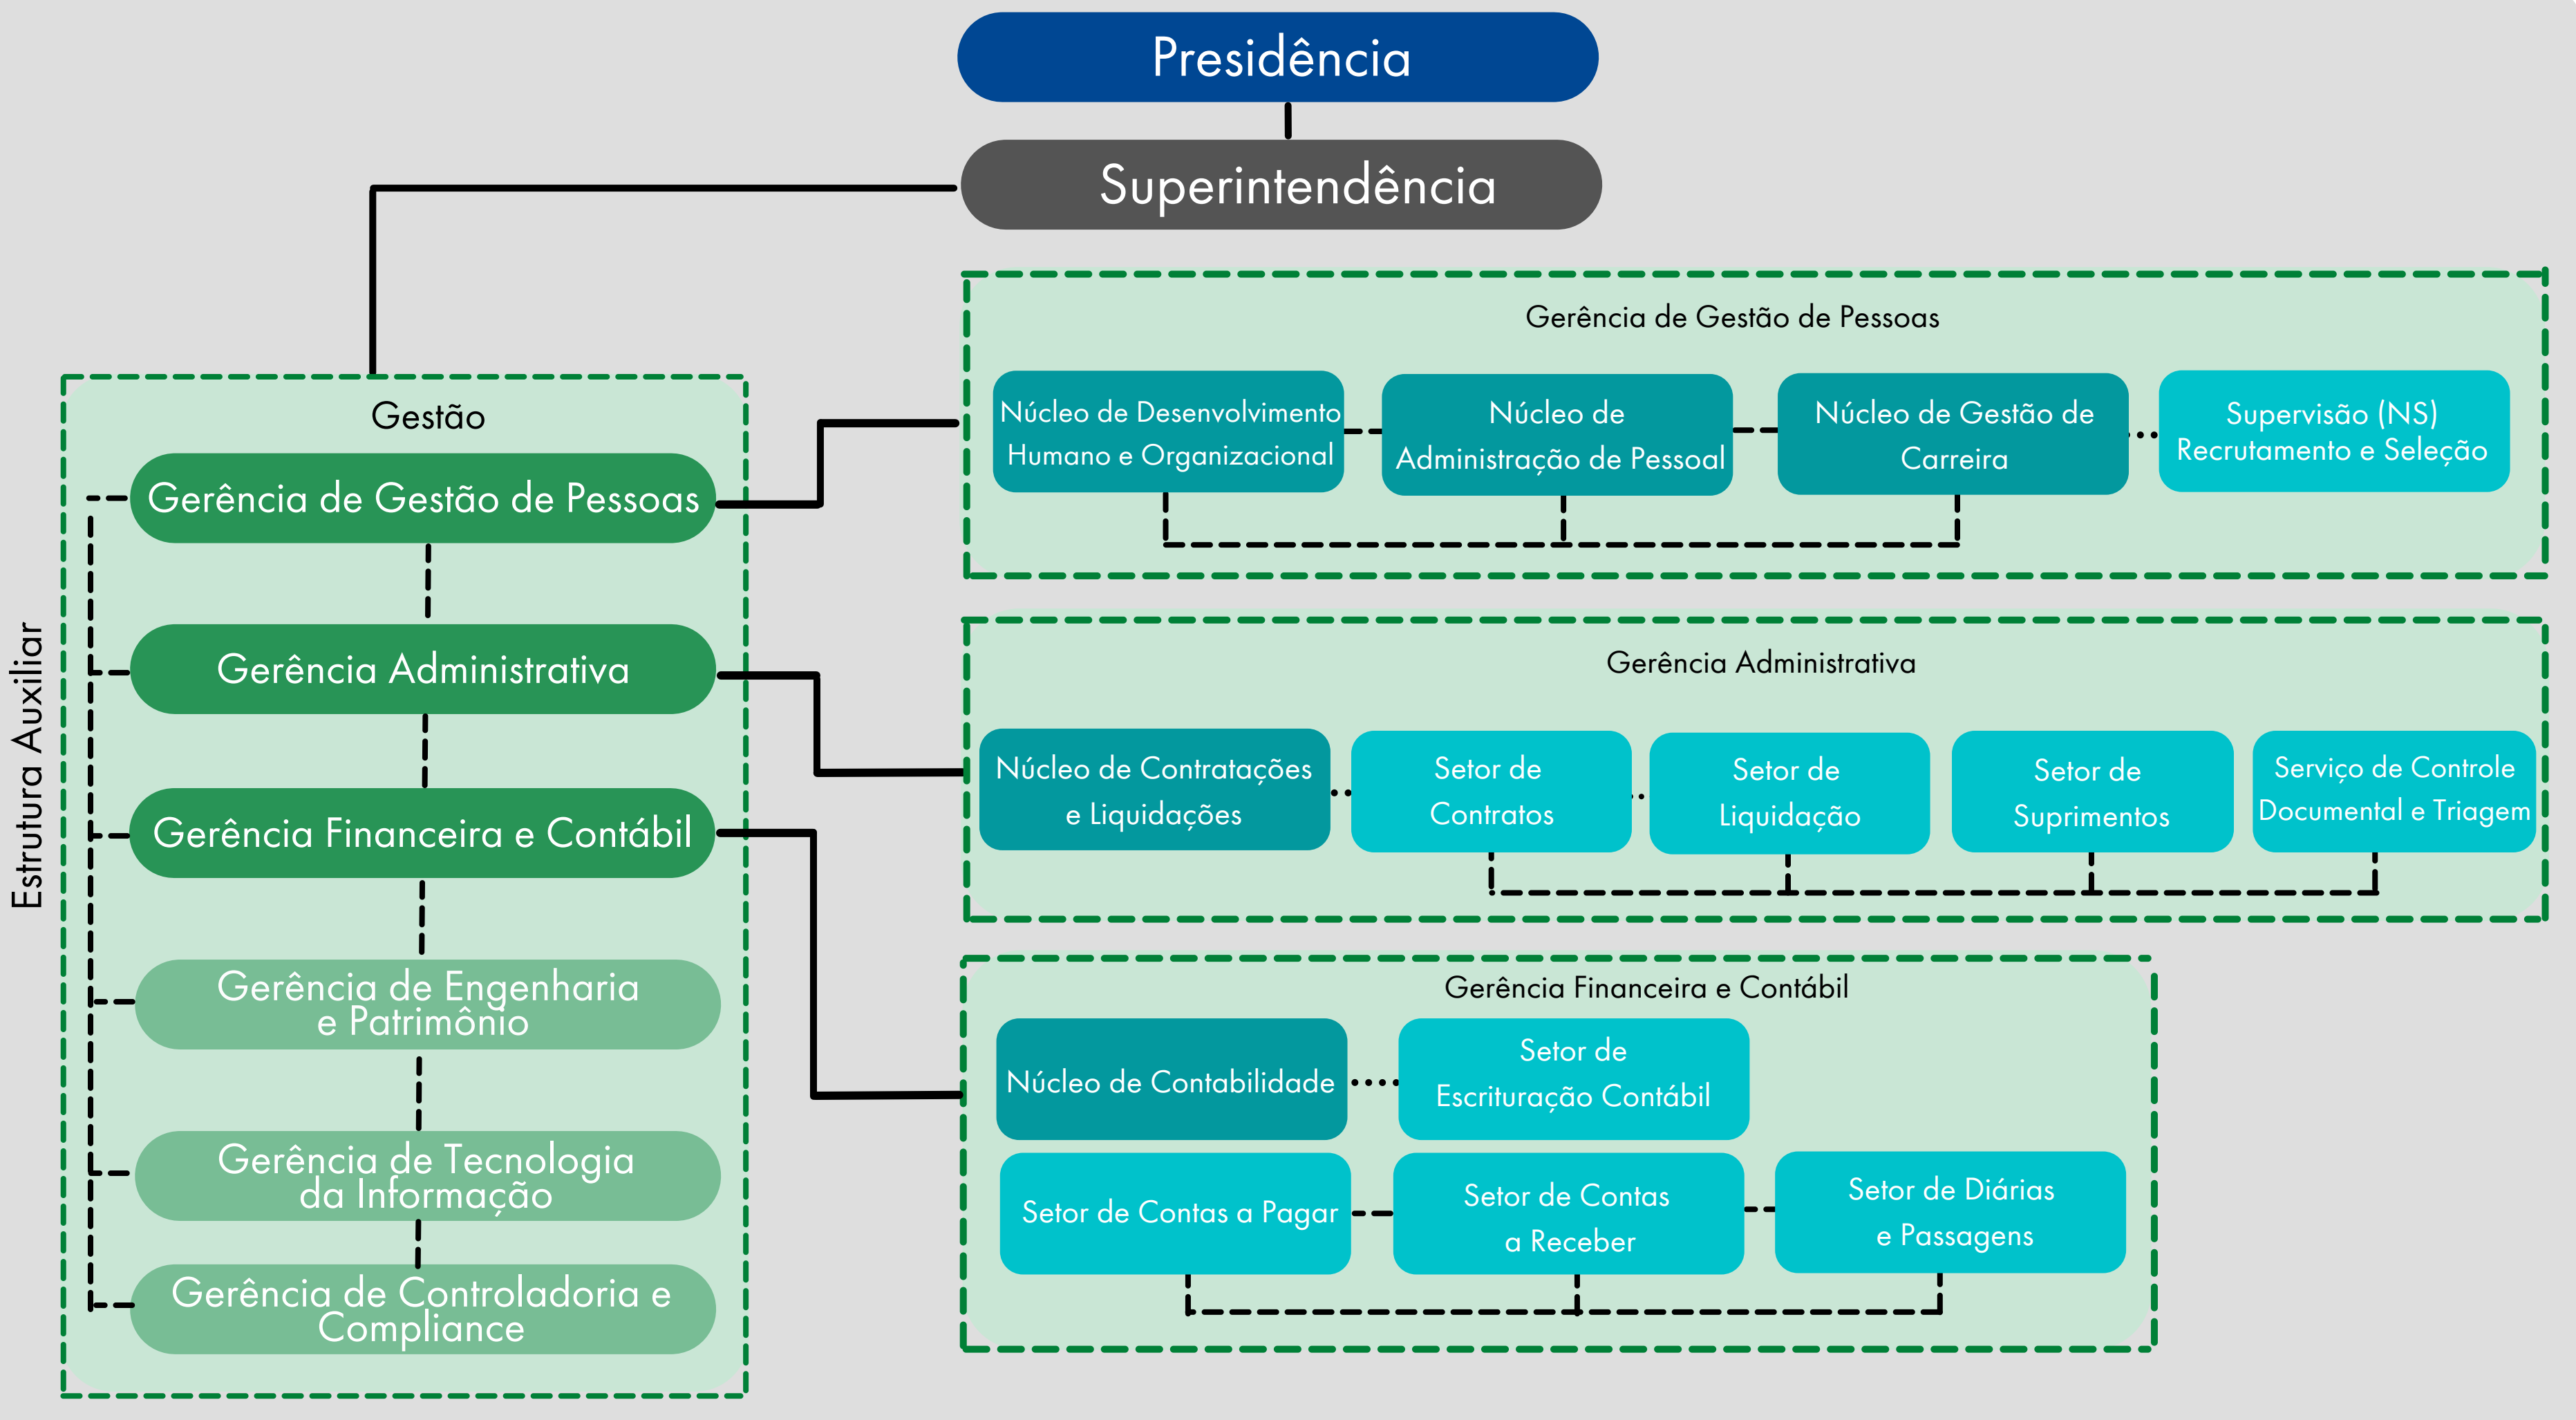 Presidência
Superintendência
Estrutura Auxiliar
Gestão
Gerência de Gestão de Pessoas
Gerência Administrativa
Gerência Financeira e Contábil
Gerência de Engenharia
e Patrimônio
Gerência de Tecnologia
da Informação
Gerência de Controladoria e
Compliance
Gerência de Gestão de Pessoas
Núcleo de Desenvolvimento
Humano e Organizacional
Núcleo de
Administração de Pessoal
Núcleo de Gestão de
Carreira
Supervisão (NS)
Recrutamento e Seleção
Gerência Administrativa
Núcleo de Contratações
e Liquidações
Setor de
Contratos
Setor de
Liquidação
Setor de
Suprimentos
Serviço de Controle
Documental e Triagem
Gerência Financeira e Contábil
Núcleo de Contabilidade
Setor de
Escrituração Contábil
Setor de Contas a Pagar
Setor de Contas
a Receber
Setor de Diárias
e Passagens